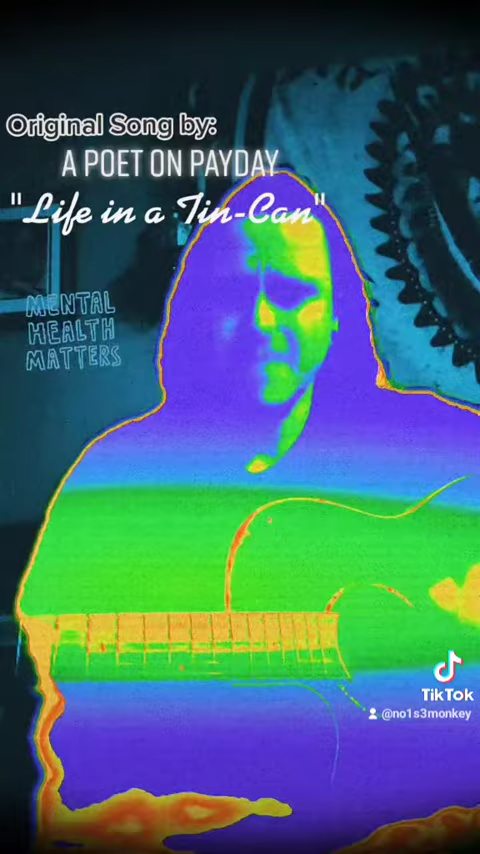 Original Song by:
A POET ON PAYDAY
"Life in a Tin-Can"
MENTAL
HEALTH
MATTERS
TikTok
@no1s3monkey